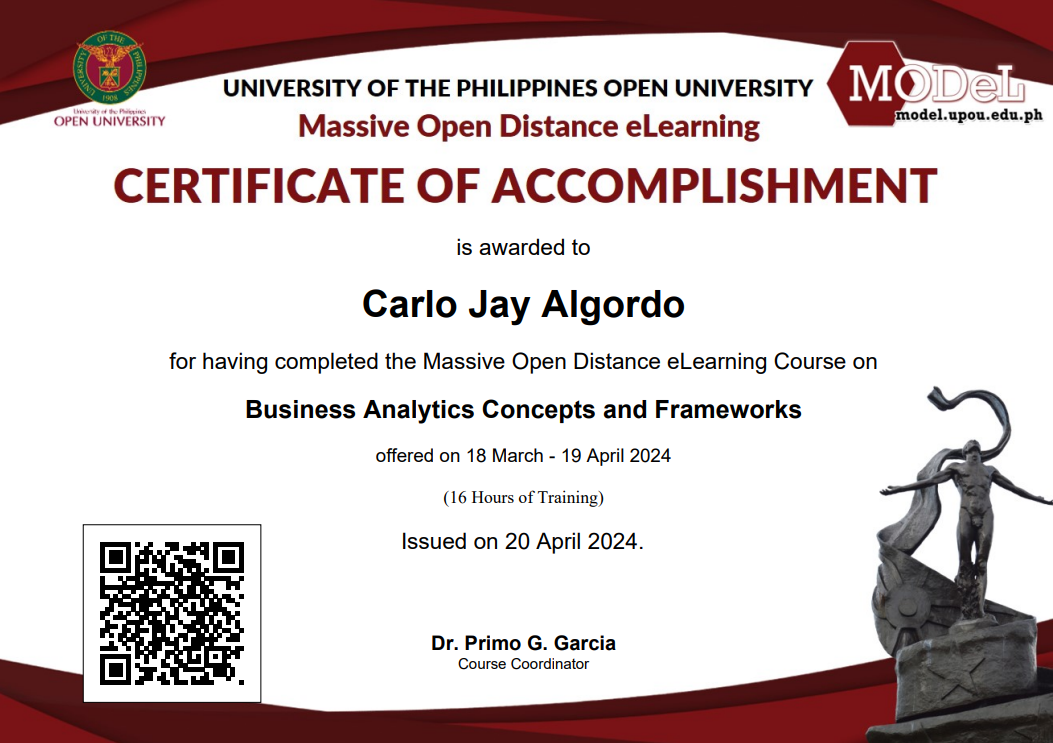 UNIVERSITY OF THE PHILIPPINES
1908
University of the Philippines
OPEN UNIVERSITY
UNIVERSITY OF THE PHILIPPINES OPEN UNIVERSITY
Massive Open Distance eLearning
MODeL
model.upou.edu.ph
CERTIFICATE OF ACCOMPLISHMENT
is awarded to
Carlo Jay Algordo
for having completed the Massive Open Distance eLearning Course on
Business Analytics Concepts and Frameworks
offered on 18 March - 19 April 2024
(16 Hours of Training)
Issued on 20 April 2024.
Dr. Primo G. Garcia
Course Coordinator